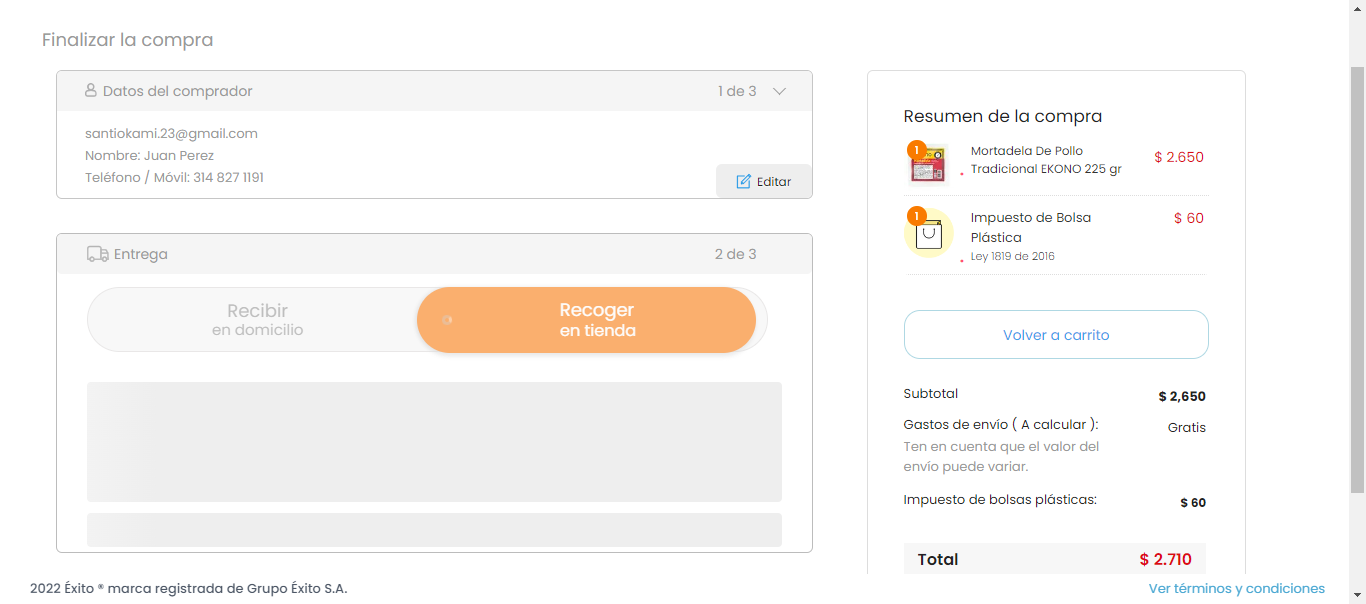 Finalizar la compra
Datos del comprador
1 de 3
santiokami.23@gmail.com
Nombre: Juan Perez
Teléfono / Móvil: 314 827 1191
Editar
Entrega
2 de 3
Recibir
en domicilio
Recoger
en tienda
Resumen de la compra
1
Mortadela De Pollo
Tradicional EKONO 225 gr
$ 2.650
1
Impuesto de Bolsa
Plástica
Ley 1819 de 2016
$ 60
Volver a carrito
Subtotal
$ 2,650
Gastos de envío ( A calcular ):
Gratis
Ten en cuenta que el valor del
envío puede variar.
Impuesto de bolsas plásticas:
$ 60
Total
$ 2.710
2022 Éxito ® marca registrada de Grupo Éxito S.A.
Ver términos y condiciones